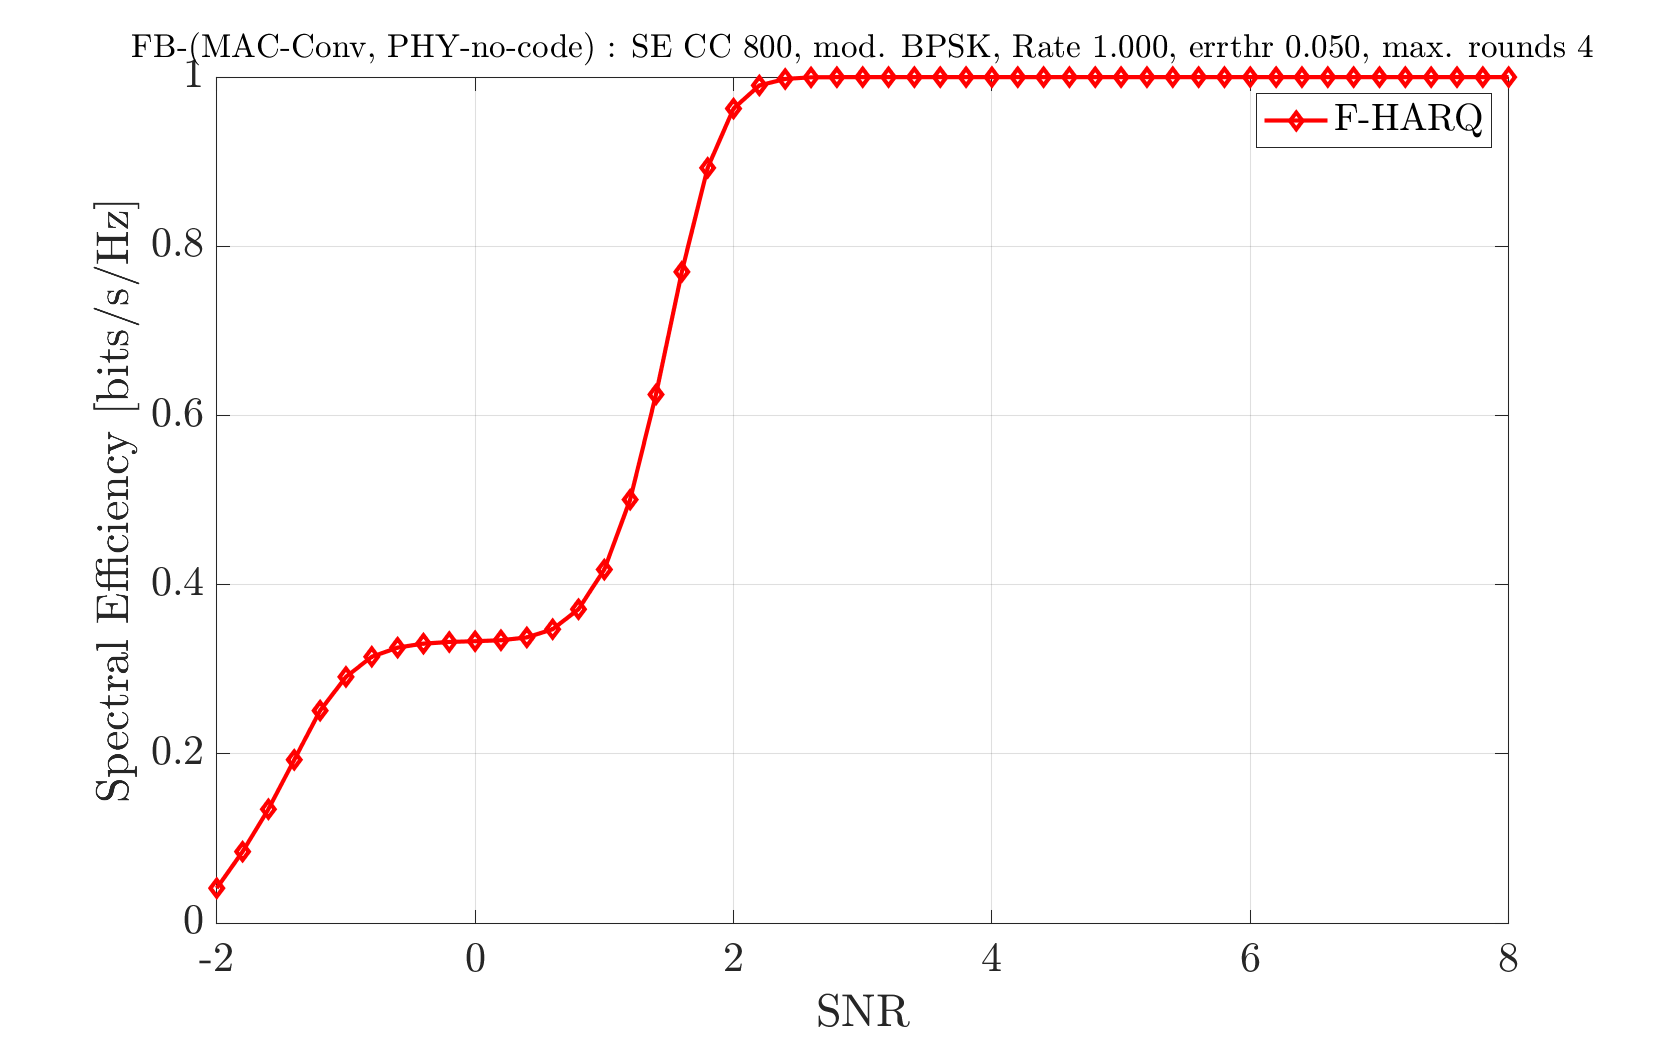 FB-(MAC-Conv, PHY-no-code) : SE CC 800, mod. BPSK, Rate 1.000, errthr 0.050, max. rounds 4
F-HARQ
Spectral Efficiency [bits/s/Hz]
1
0.8
0.6
0.4
0.2
0
-2 0 2 4 6 8
SNR